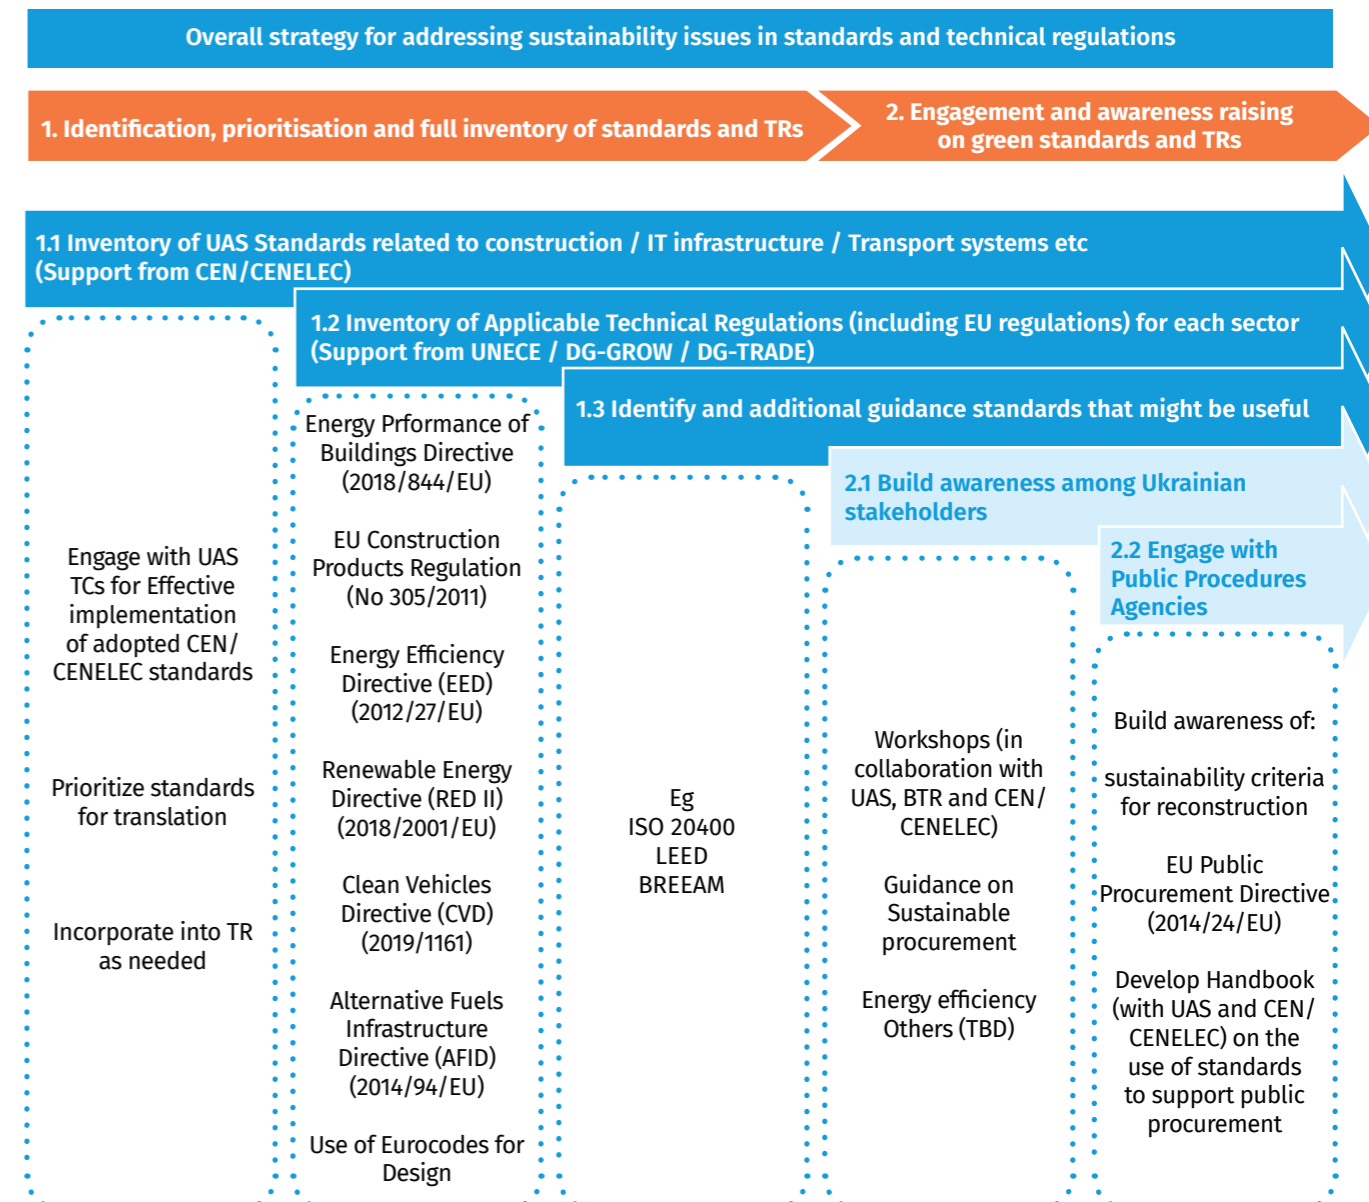 Overall strategy for addressing sustainability issues in standards and technical regulations
1. Identification, prioritisation and full inventory of standards and TRs
2. Engagement and awareness raising
on green standards and TRs
1.1 Inventory of UAS Standards related to construction / IT infrastructure / Transport systems etc
(Support from CEN/CENELEC)
1.2 Inventory of Applicable Technical Regulations (including EU regulations) for each sector
(Support from UNECE / DG-GROW / DG-TRADE)
1.3 Identify and additional guidance standards that might be useful
2.1 Build awareness among Ukrainian
stakeholders
2.2 Engage with
Public Procedures
Agencies
Engage with UAS
TCs for Effective
implementation
of adopted CEN/
CENELEC standards
Prioritize standards
for translation
Incorporate into TR
as needed
Energy Prformance of
Buildings Directive
(2018/844/EU)
EU Construction
Products Regulation
(No 305/2011)
Energy Efficiency
Directive (EED)
(2012/27/EU)
Renewable Energy
Directive (RED II)
(2018/2001/EU)
Clean Vehicles
Directive (CVD)
(2019/1161)
Alternative Fuels
Infrastructure
Directive (AFID)
(2014/94/EU)
Use of Eurocodes for
Design
Eg
ISO 20400
LEED
BREEAM
Workshops (in
collaboration with
UAS, BTR and CEN/
CENELEC)
Guidance on
Sustainable
procurement
Energy efficiency
Others (TBD)
Build awareness of:
sustainability criteria
for reconstruction
EU Public
Procurement Directive
(2014/24/EU)
Develop Handbook
(with UAS and CEN/
CENELEC) on the
use of standards
to support public
procurement